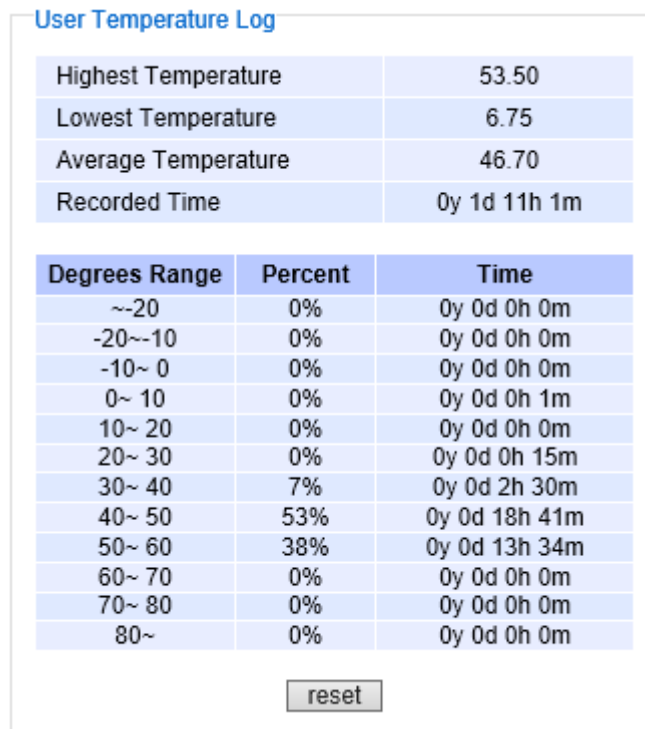 User Temperature Log
Highest Temperature 53.50
Lowest Temperature 6.75
Average Temperature 46.70
Recorded Time 0y 1d 11h 1m
Degrees Range Percent Time
~-20 0% 0y 0d 0h 0m
-20~-10 0% 0y 0d 0h 0m
-10~ 0 0% 0y 0d 0h 0m
0~ 10 0% 0y 0d 0h 1m
10~ 20 0% 0y 0d 0h 0m
20~ 30 0% 0y 0d 0h 15m
30~ 40 7% 0y 0d 2h 30m
40~ 50 53% 0y 0d 18h 41m
50~ 60 38% 0y 0d 13h 34m
60~ 70 0% 0y 0d 0h 0m
70~ 80 0% 0y 0d 0h 0m
80~ 0% 0y 0d 0h 0m
reset